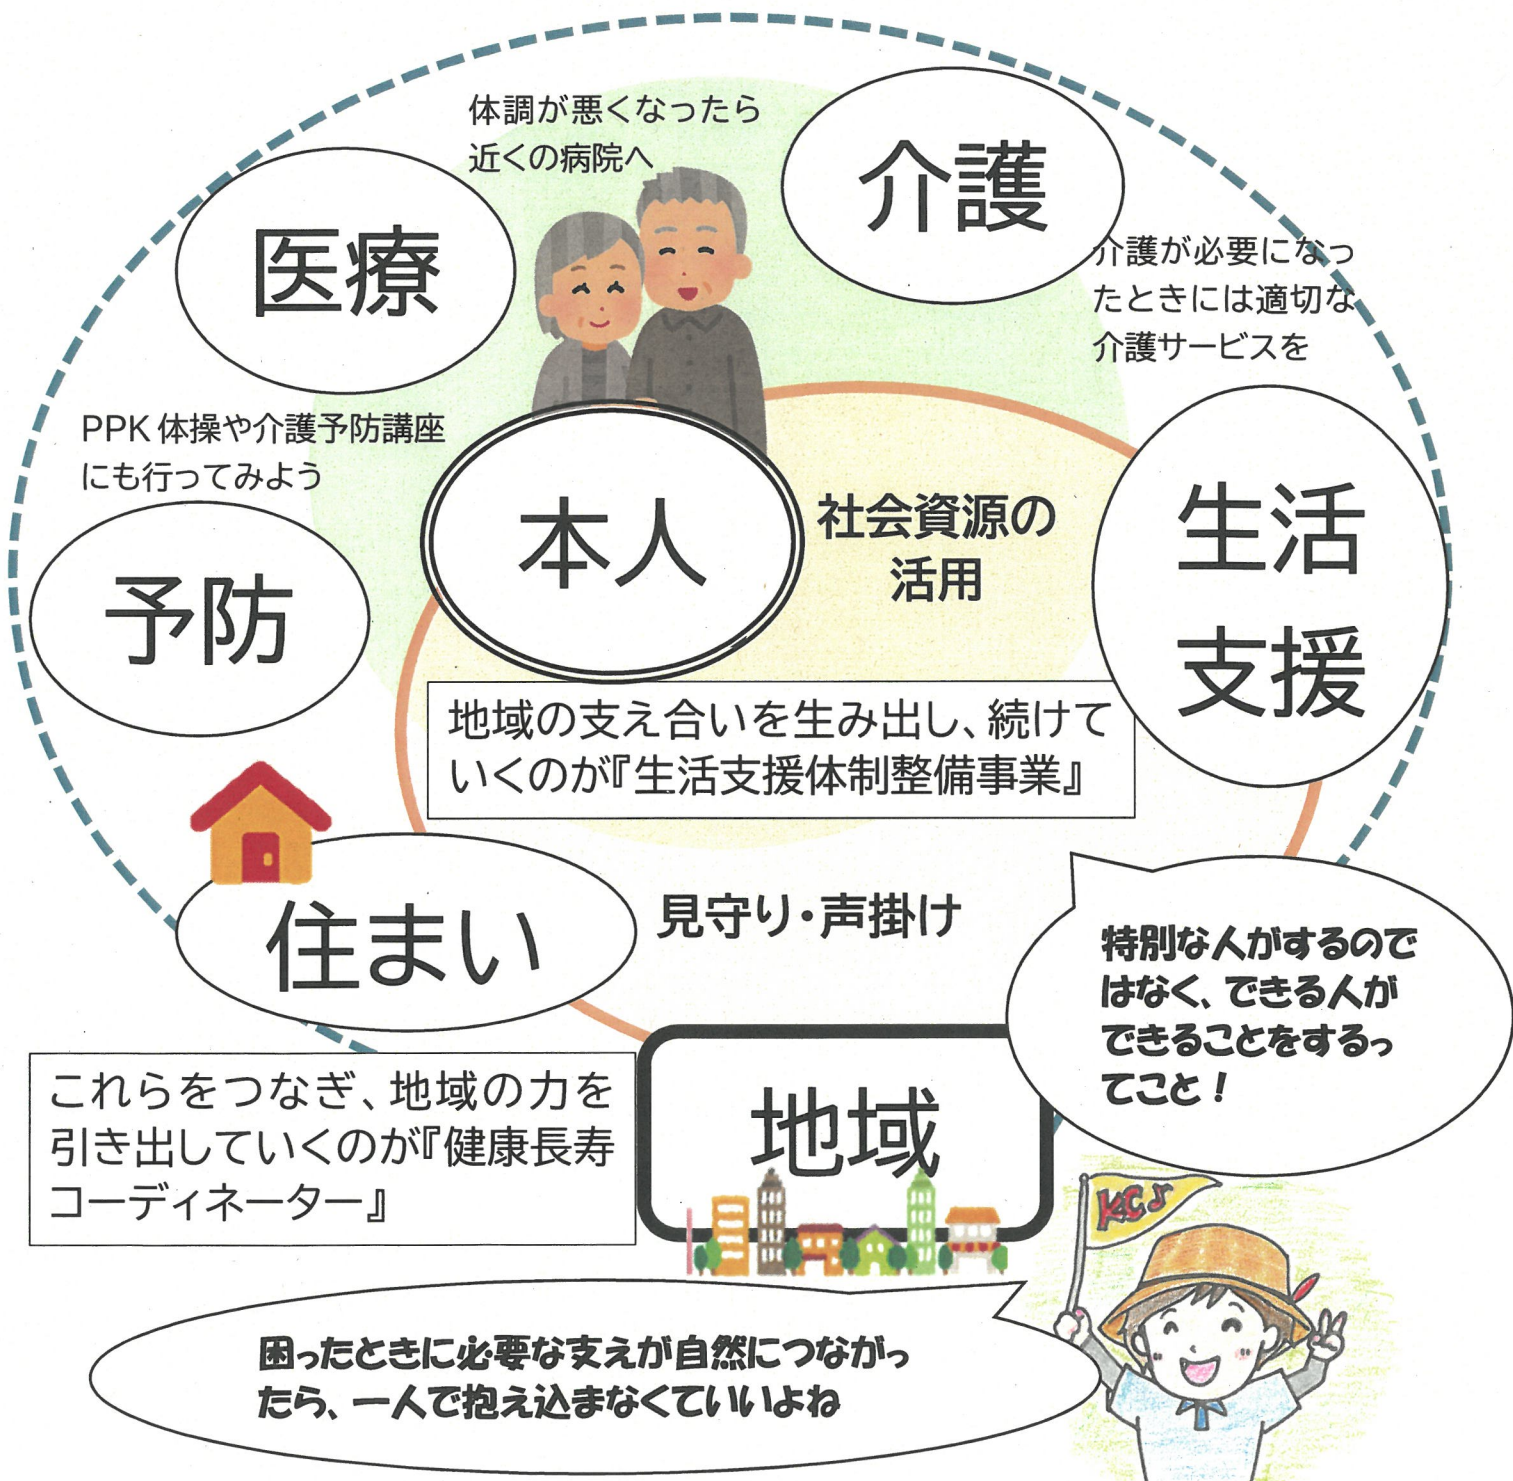 体調が悪くなったら
近くの病院へ
介護
医療
介護が必要になっ
たときには適切な
介護サービスを
PPK 体操や介護予防講座
にも行ってみよう
予防
本人
社会資源の
活用
生活
支援
地域の支え合いを生み出し、続けて
いくのが『生活支援体制整備事業』
住まい
見守り・声掛け
特別な人がするので
はなく、できる人が
できることをするっ
てこと！
これらをつなぎ、地域の力を
引き出していくのが『健康長寿
コーディネーター』
地域
KCJ
困ったときに必要な支えが自然につながっ
たら、一人で抱え込まなくていいよね